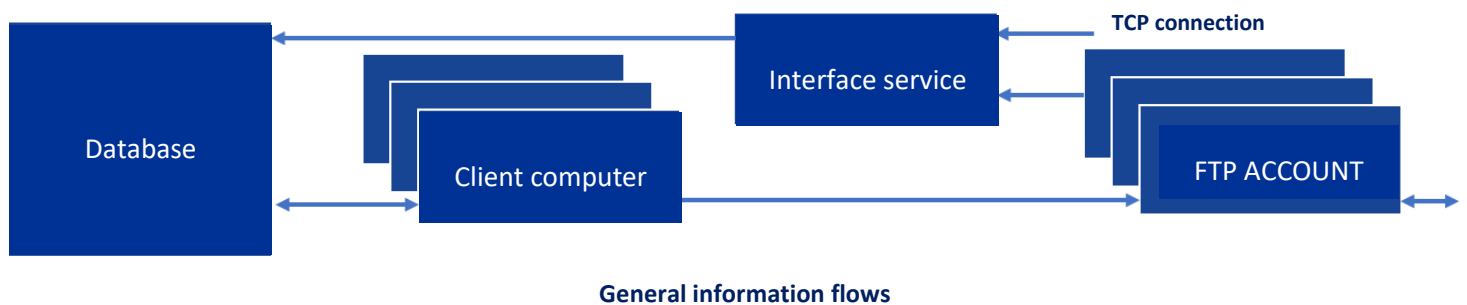 TCP connection
Interface service
Database
Client computer
FTP ACCOUNT
General information flows